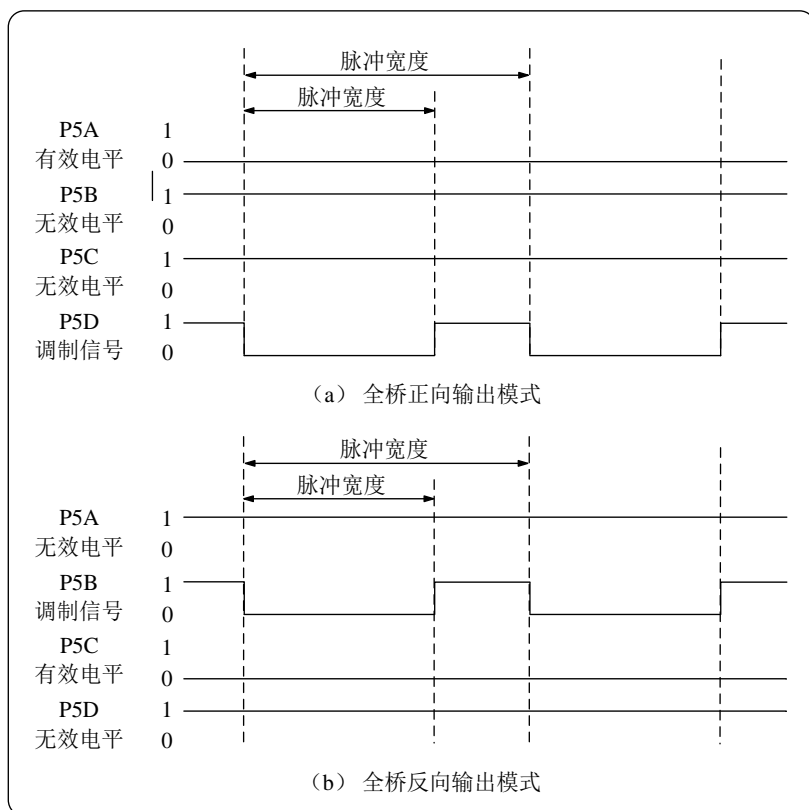 脉冲宽度
脉冲宽度
P5A 1
有效电平 0
P5B 1
无效电平 0
P5C 1
无效电平 0
P5D 1
调制信号 0
（a） 全桥正向输出模式
脉冲宽度
脉冲宽度
P5A 1
无效电平 0
P5B 1
调制信号 0
P5C 1
有效电平 0
P5D 1
无效电平 0
（b） 全桥反向输出模式